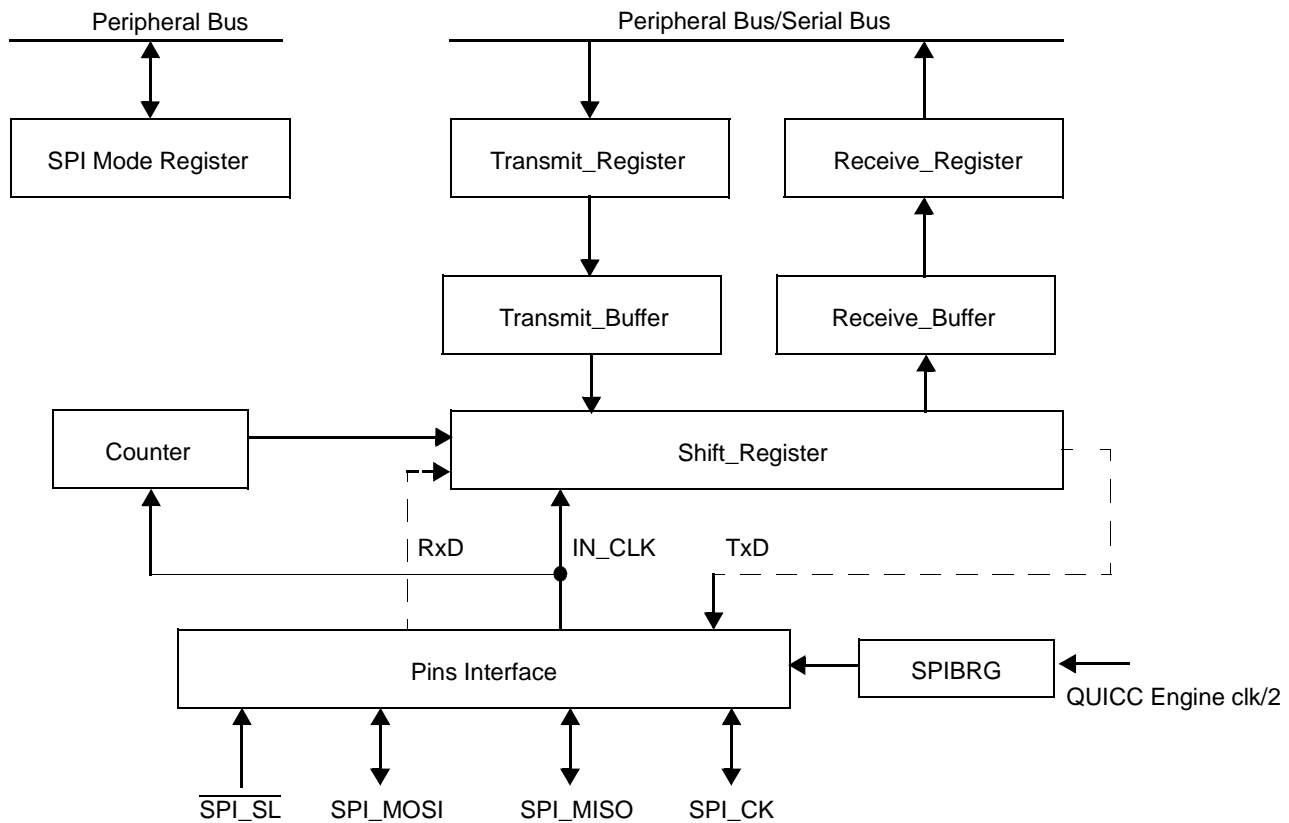 Peripheral Bus
Peripheral Bus/Serial Bus
SPI Mode Register
Transmit_Register
Receive_Register
Transmit_Buffer
Receive_Buffer
Counter
Shift_Register
RxD
IN_CLK
TxD
Pins Interface
SPIBRG
QUICC Engine clk/2
SPI_SL
SPI_MOSI
SPI_MISO
SPI_CK